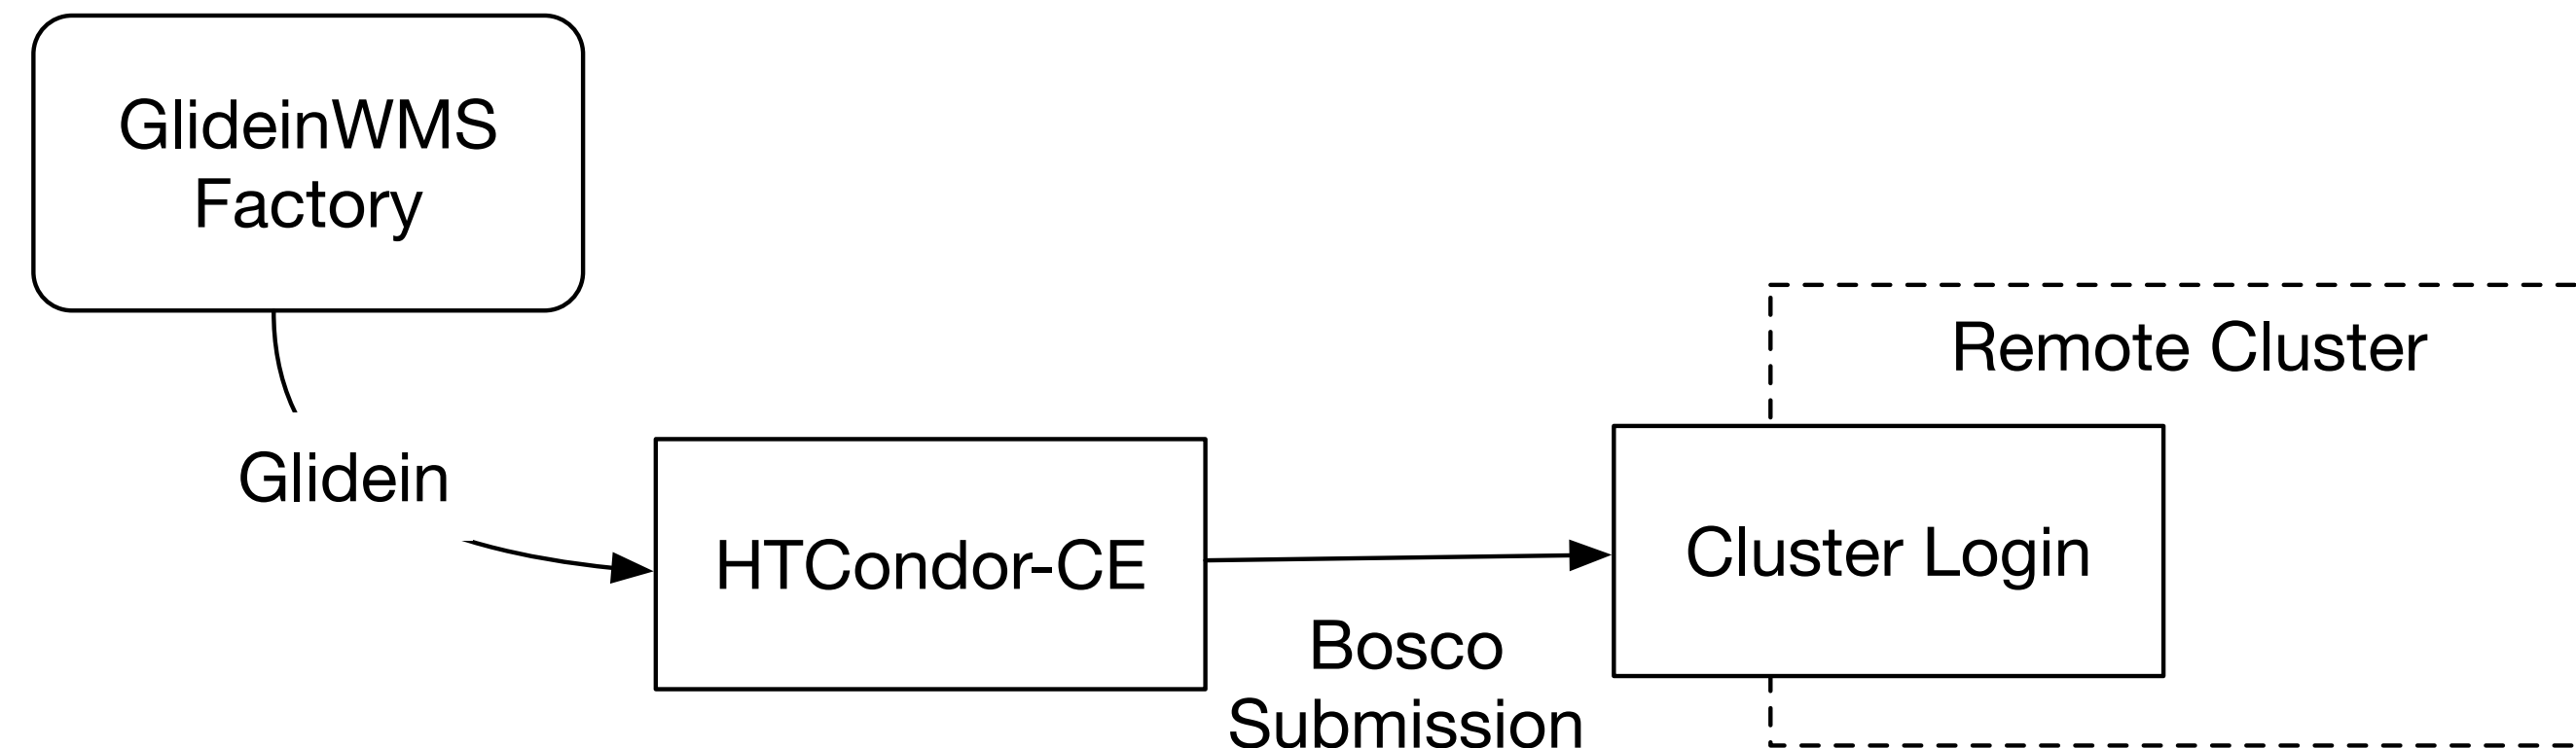 GlideinWMS
Factory
Remote Cluster
Glidein
HTCondor-CE
Cluster Login
Bosco
Submission